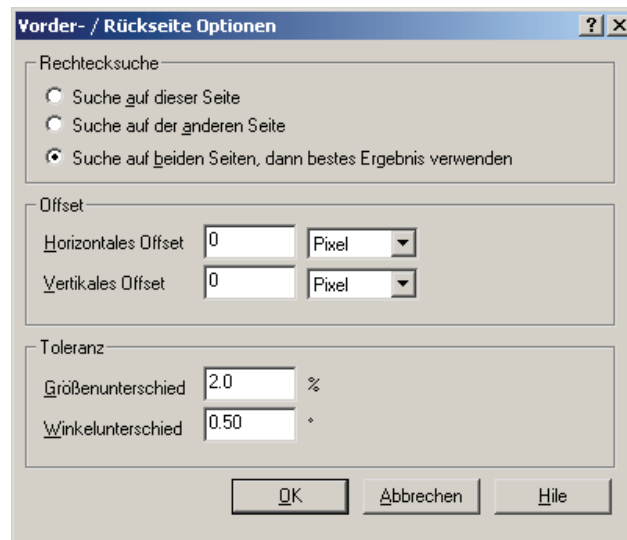 Vorder- / Rückseite Optionen ? X
Rechtecksuche
Suche auf dieser Seite
Suche auf der anderen Seite
Suche auf beiden Seiten, dann bestes Ergebnis verwenden
Offset
Horizontales Offset 0 Pixel
Vertikales Offset 0 Pixel
Toleranz
Größenunterschied 2.0 %
Winkelunterschied 0.50 °
OK Abbrechen Hile